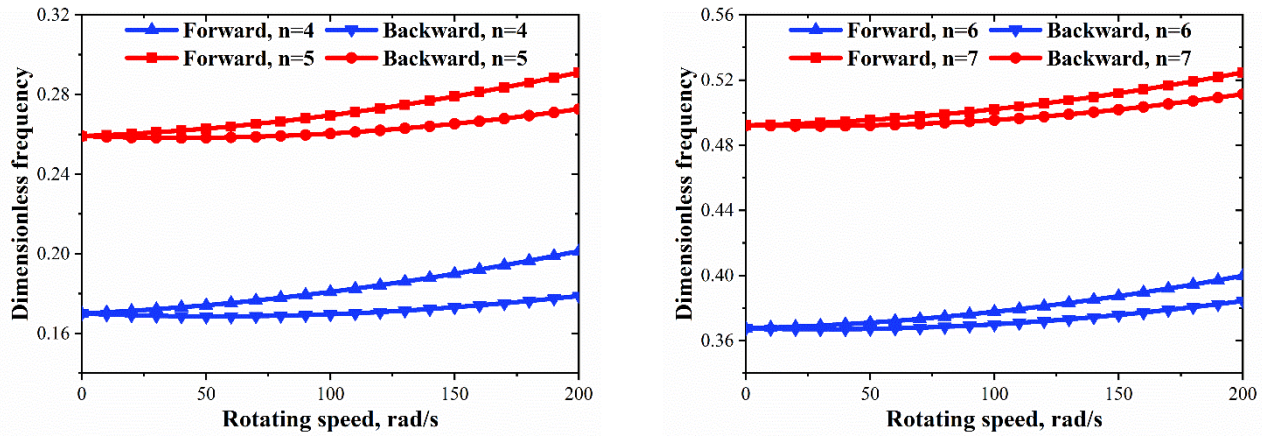 0.32
Forward, n=4 Backward, n=4
Forward, n=5 Backward, n=5
0.28
0.24
0.20
0.16
Dimensionless frequency
0 50 100 150 200
Rotating speed, rad/s
0.56
Forward, n=6 Backward, n=6
Forward, n=7 Backward, n=7
0.52
0.48
0.44
0.40
0.36
Dimensionless frequency
0 50 100 150 200
Rotating speed, rad/s